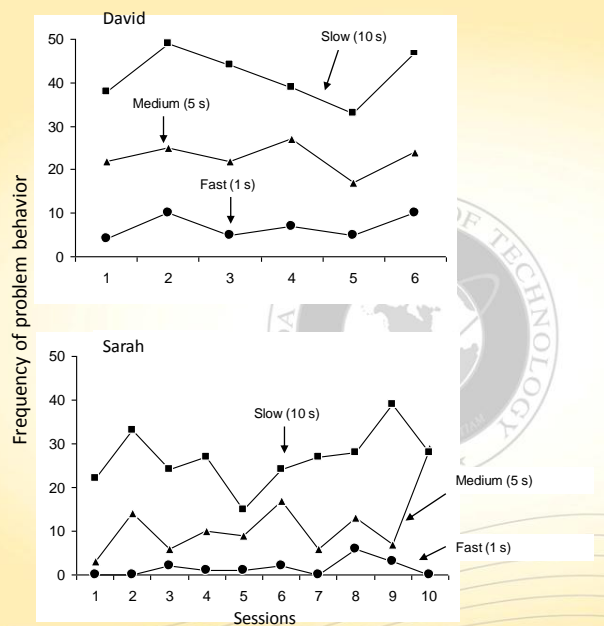 David
50
40
30
20
10
0
Slow (10 s)
Medium (5 s)
Fast (1 s)
1 2 3 4 5 6
Frequency of problem behavior
OF TECHNOLOGY
Sarah
50
40
30
20
10
0
Slow (10 s)
Medium (5 s)
Fast (1 s)
1 2 3 4 5 6 7 8 9 10
Sessions